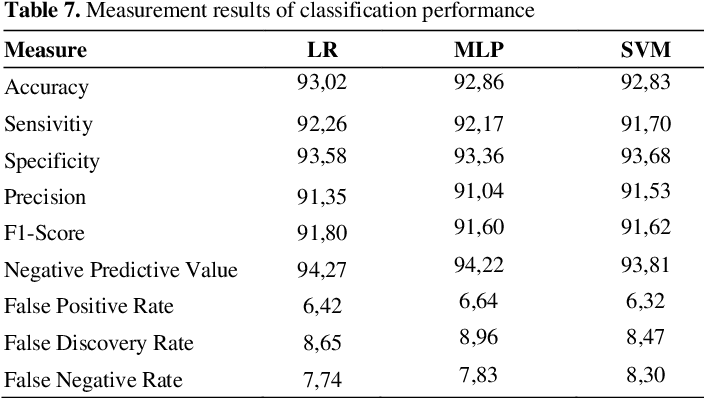 Table 7. Measurement results of classification performance
Measure LR MLP SVM
Accuracy 93,02 92,86 92,83
Sensivitiy 92,26 92,17 91,70
Specificity 93,58 93,36 93,68
Precision 91,35 91,04 91,53
F1-Score 91,80 91,60 91,62
Negative Predictive Value 94,27 94,22 93,81
False Positive Rate 6,42 6,64 6,32
False Discovery Rate 8,65 8,96 8,47
False Negative Rate 7,74 7,83 8,30